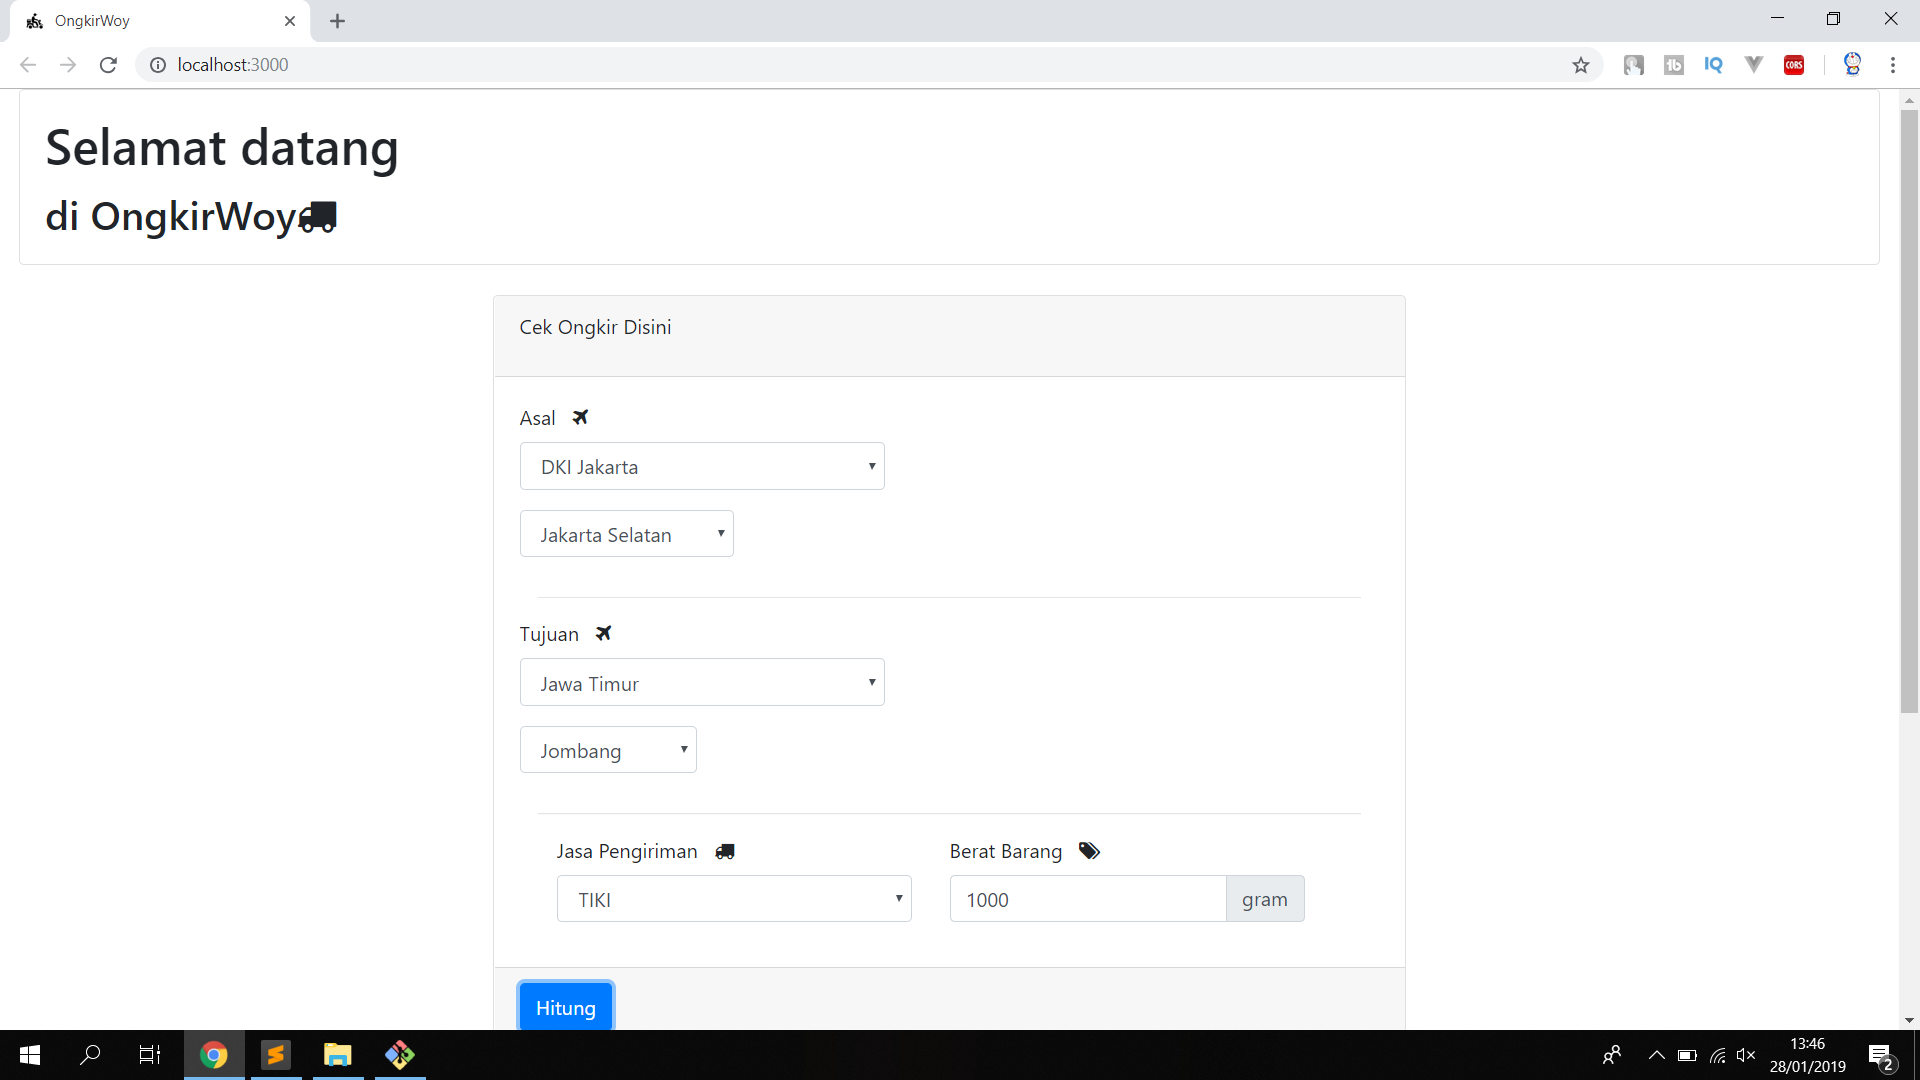 OngkirWoy
localhost:3000
IQ
CORS
Selamat datang
di OngkirWoy
Cek Ongkir Disini
Asal
DKI Jakarta
Jakarta Selatan
Tujuan
Jawa Timur
Jombang
Jasa Pengiriman
Berat Barang
TIKI
1000
gram
Hitung
13:46
28/01/2019
2